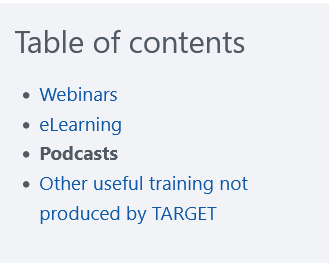 Table of contents
Webinars
eLearning
Podcasts
Other useful training not
produced by TARGET